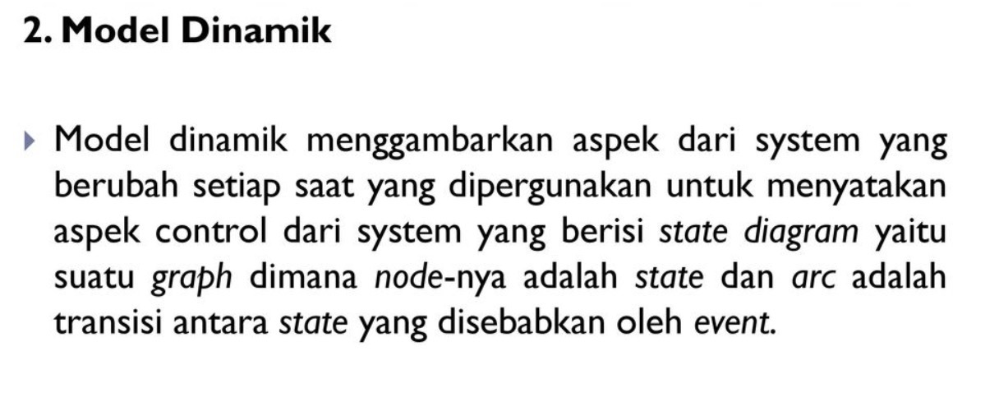 2. Model Dinamik
Model dinamik menggambarkan aspek dari system yang
berubah setiap saat yang dipergunakan untuk menyatakan
aspek control dari system yang berisi state diagram yaitu
suatu graph dimana node-nya adalah state dan arc adalah
transisi antara state yang disebabkan oleh event.